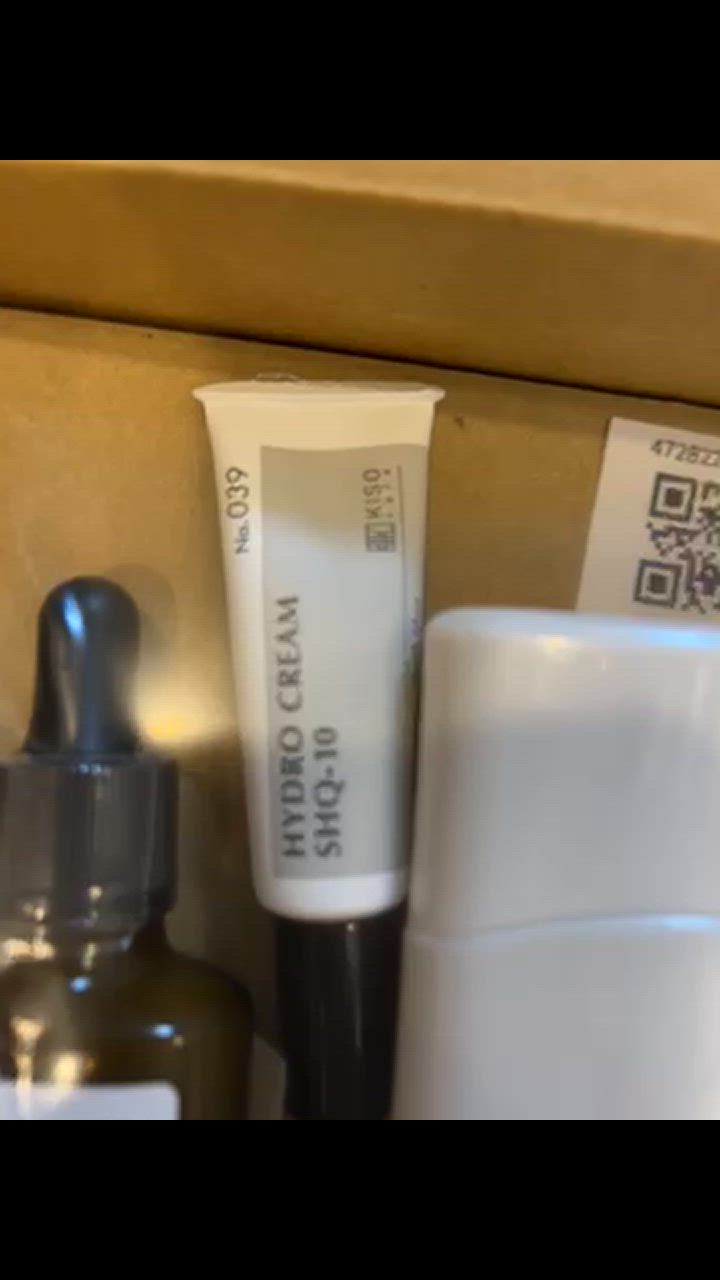 No.039
KISO
HYDRO CREAM
SHQ-10